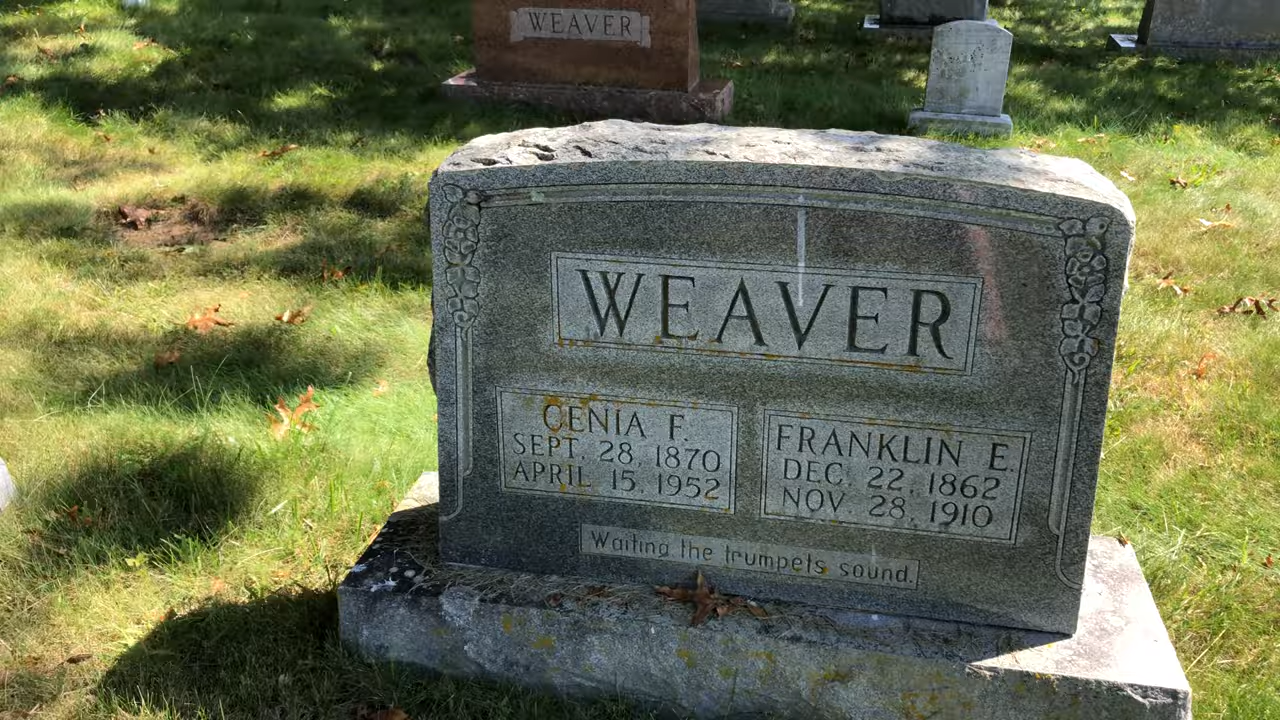 WEAVER
WEAVER
CENIA F.
SEPT. 28, 1870
APRIL 15, 1952
FRANKLIN E.
DEC. 22, 1862
NOV. 28, 1910
Waiting the trumpets sound.